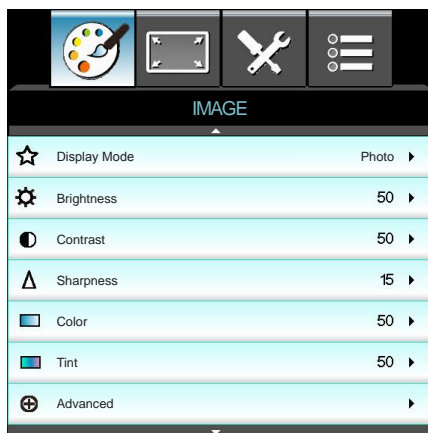 IMAGE
Display Mode Photo
Brightness 50
Contrast 50
Sharpness 15
Color 50
Tint 50
Advanced